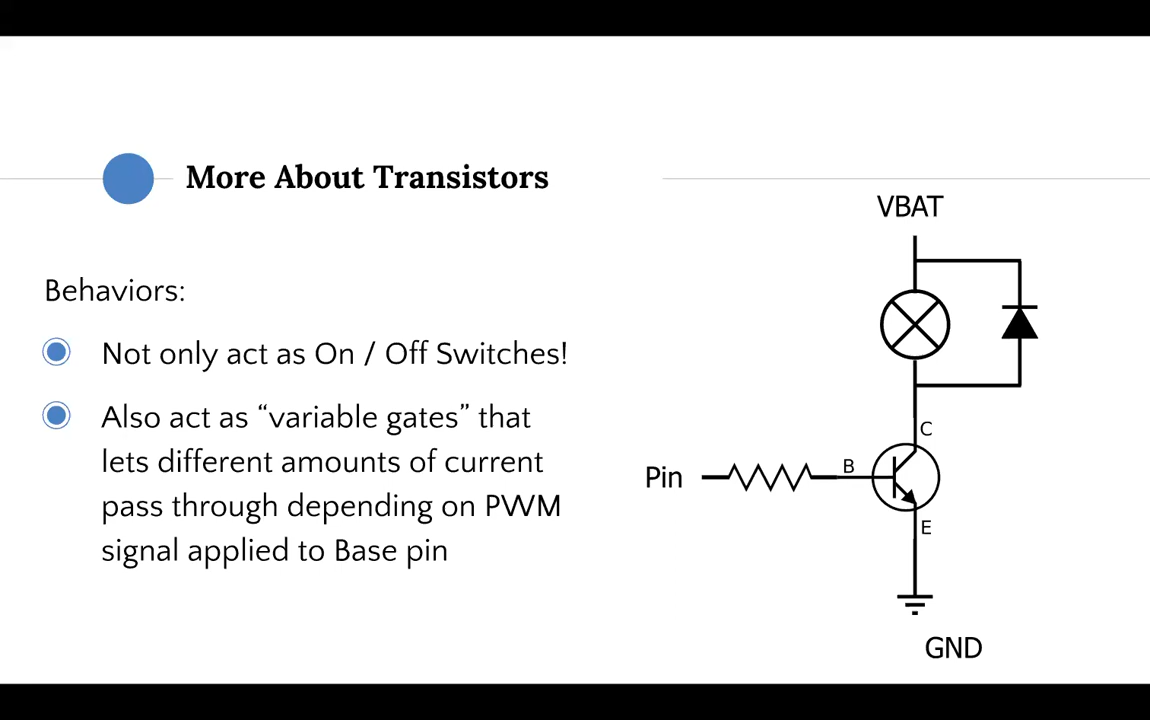 More About Transistors
VBAT
Behaviors:
Not only act as On / Off Switches!
Also act as “variable gates” that
lets different amounts of current
pass through depending on PWM
signal applied to Base pin
C
Pin
B
E
GND